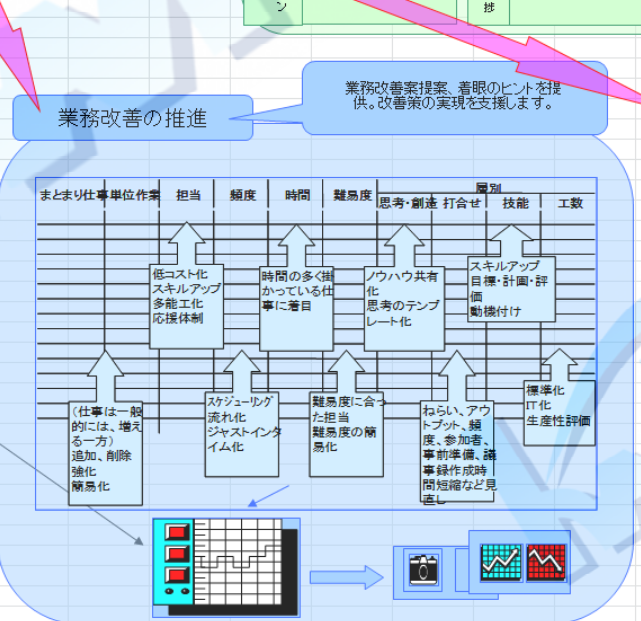 ン
捗
業務改善の推進
業務改善案提案、着眼のヒントを提
供。改善策の実現を支援します。
まとまり仕事
単位作業
担当
頻度
時間
難易度
層別
思考・創造
打合せ
技能
工数
低コスト化
スキルアップ
多能工化
応援体制
時間の多く掛
かっている仕
事に着目
ノウハウ共有
化
思考のテンプ
レート化
スキルアップ
目標・計画・評
価
動機付け
(仕事は一般
的には、増え
る一方)
追加、削除
強化
簡易化
スケジューリング
流れ化
ジャストインタ
イム化
難易度に合っ
た担当
難易度の簡
易化
ねらい、アウ
トプット、頻
度、参加者、
事前準備、議
事録作成時
間短縮など見
直し
標準化
IT化
生産性評価